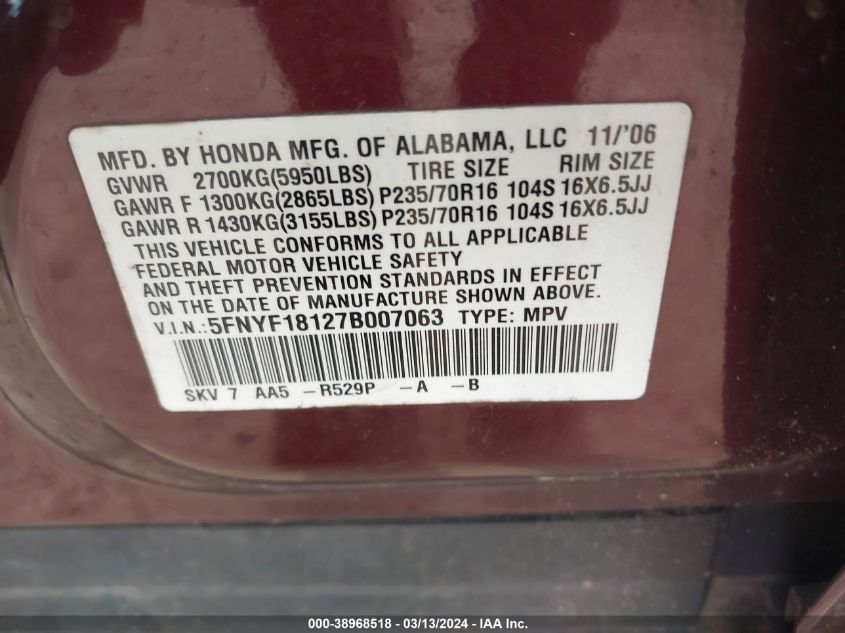 MFD. BY HONDA MFG. OF ALABAMA, LLC 11/'06
GVWR 2700KG(5950LBS) TIRE SIZE RIM SIZE
GAWR F 1300KG(2865LBS) P235/70R16 104S 16X6.5JJ
GAWR R 1430KG(3155LBS) P235/70R16 104S 16X6.5JJ
THIS VEHICLE CONFORMS TO ALL APPLICABLE
FEDERAL MOTOR VEHICLE SAFETY
AND THEFT PREVENTION STANDARDS IN EFFECT
ON THE DATE OF MANUFACTURE SHOWN ABOVE.
V.I.N.: 5FNYF18127B007063 TYPE: MPV
SKV 7 AA5 -R529P -A -B
000-38968518 - 03/13/2024 - IAA Inc.